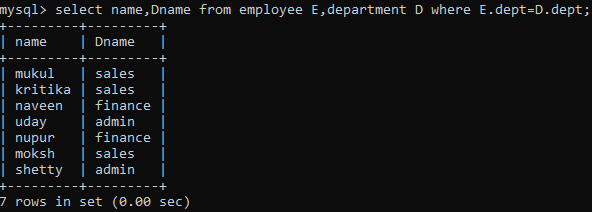 mysql> select name,Dname from employee E,department D where E.dept=D.dept;
+----------+---------+
| name     | Dname   |
+----------+---------+
| mukul    | sales   |
| kritika  | sales   |
| naveen   | finance |
| uday     | admin   |
| nupur    | finance |
| moksh    | sales   |
| shetty   | admin   |
+----------+---------+
7 rows in set (0.00 sec)